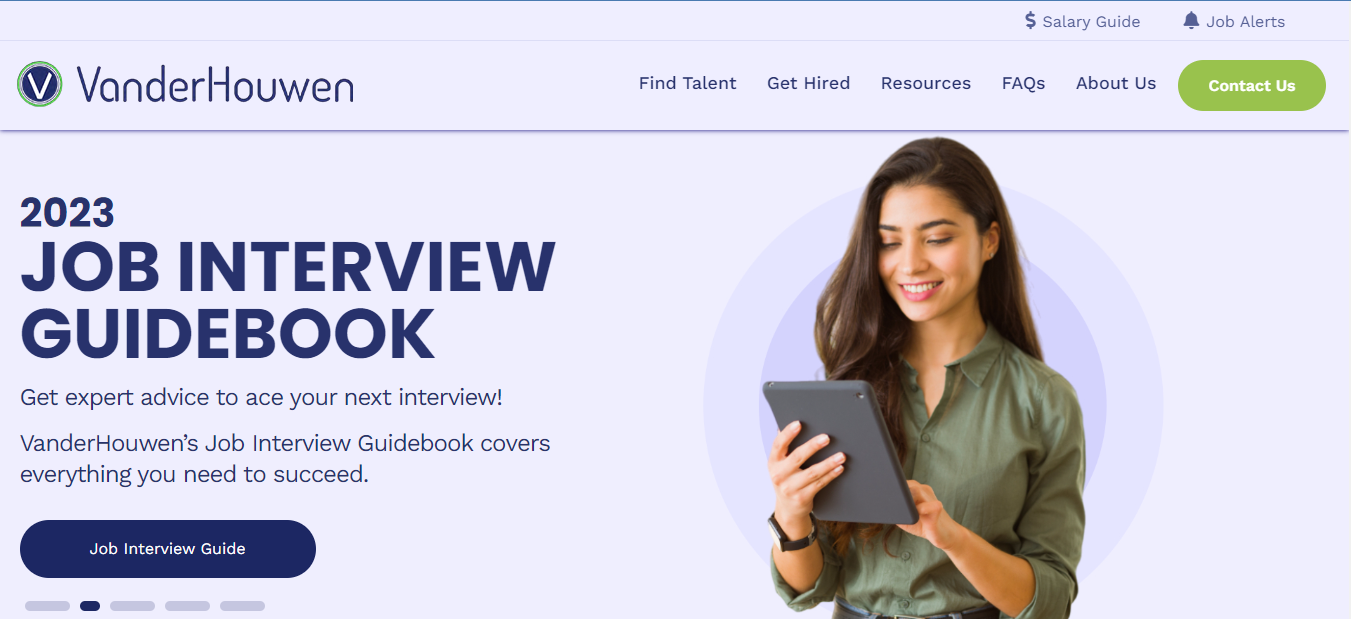 Salary Guide
Job Alerts
V VanderHouwen
Find Talent
Get Hired
Resources
FAQs
About Us
Contact Us
2023
JOB INTERVIEW
GUIDEBOOK
Get expert advice to ace your next interview!
VanderHouwen’s Job Interview Guidebook covers
everything you need to succeed.
Job Interview Guide